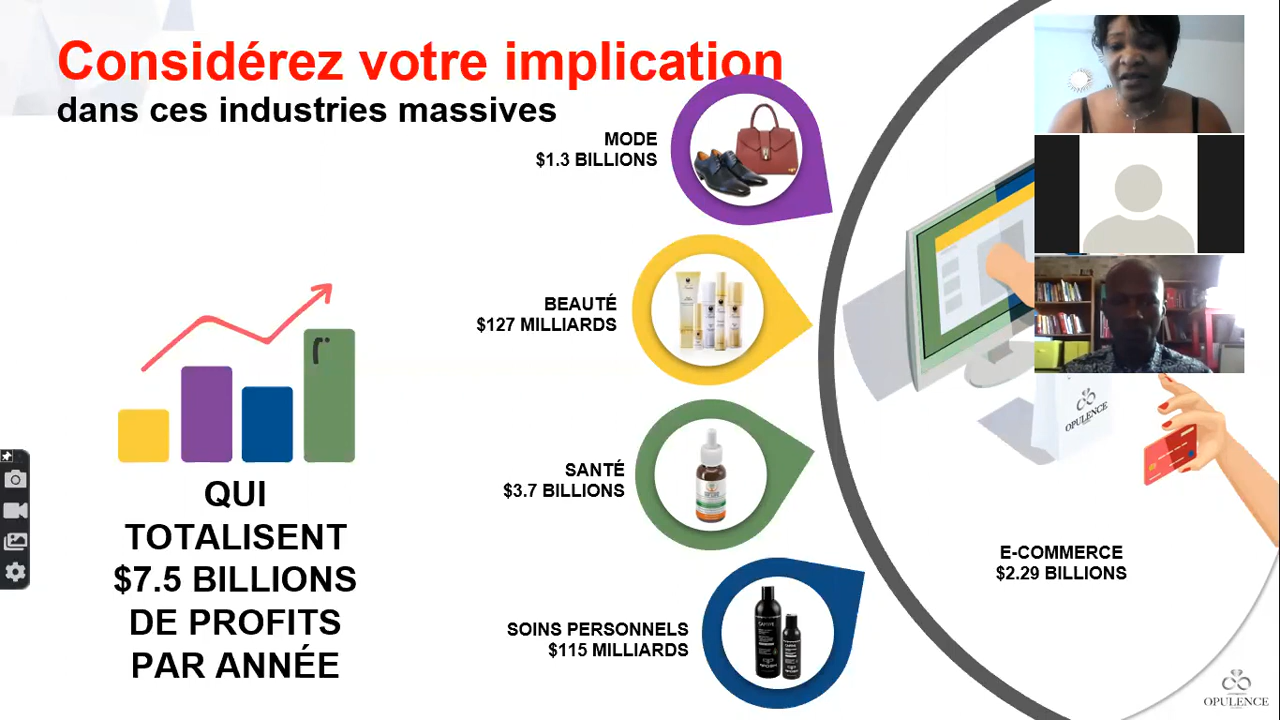 Considérez votre implication
dans ces industries massives
MODE
$1.3 BILLIONS
BEAUTÉ
$127 MILLIARDS
SANTÉ
$3.7 BILLIONS
SOINS PERSONNELS
$115 MILLIARDS
QUI
TOTALISENT
$7.5 BILLIONS
DE PROFITS
PAR ANNÉE
OPULENCE
E-COMMERCE
$2.29 BILLIONS
OPULENCE